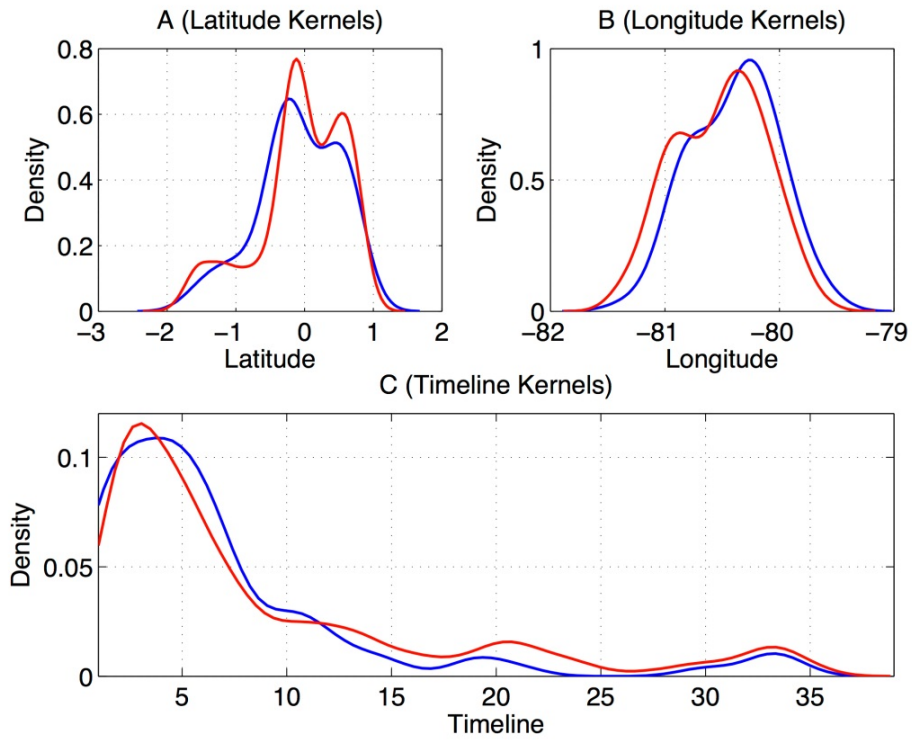 A (Latitude Kernels)
0.8
0.6
0.4
0.2
0
Density
−3 −2 −1 0 1 2
Latitude
B (Longitude Kernels)
1
0.5
0
Density
−82 −81 −80 −79
Longitude
C (Timeline Kernels)
0.1
0.05
0
Density
5 10 15 20 25 30 35
Timeline